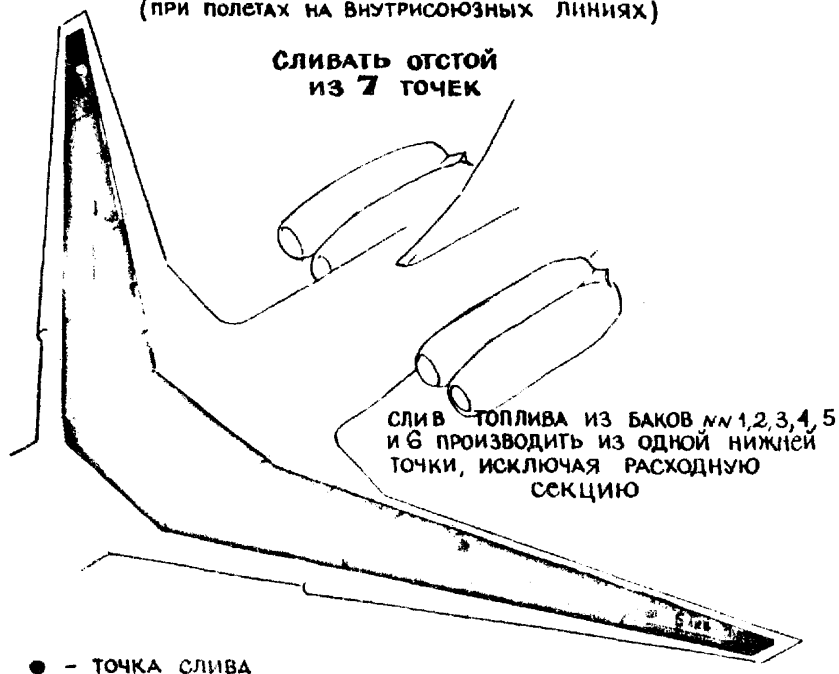 (ПРИ ПОЛЕТАХ НА ВНУТРИСОЮЗНЫХ ЛИНИЯХ)
СЛИВАТЬ ОТСТОЙ
ИЗ 7 ТОЧЕК
СЛИВ ТОПЛИВА ИЗ БАКОВ NN 1,2,3,4,5
И 6 ПРОИЗВОДИТЬ ИЗ ОДНОЙ НИЖНЕЙ
ТОЧКИ, ИСКЛЮЧАЯ РАСХОДНУЮ
СЕКЦИЮ
● - ТОЧКА СЛИВА